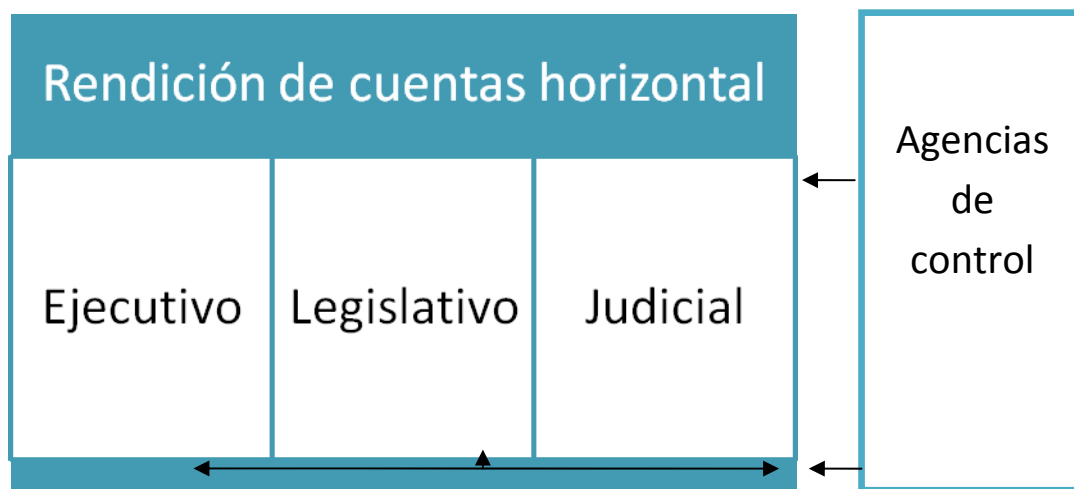 Rendición de cuentas horizontal
Ejecutivo
Legislativo
Judicial
Agencias
de
control